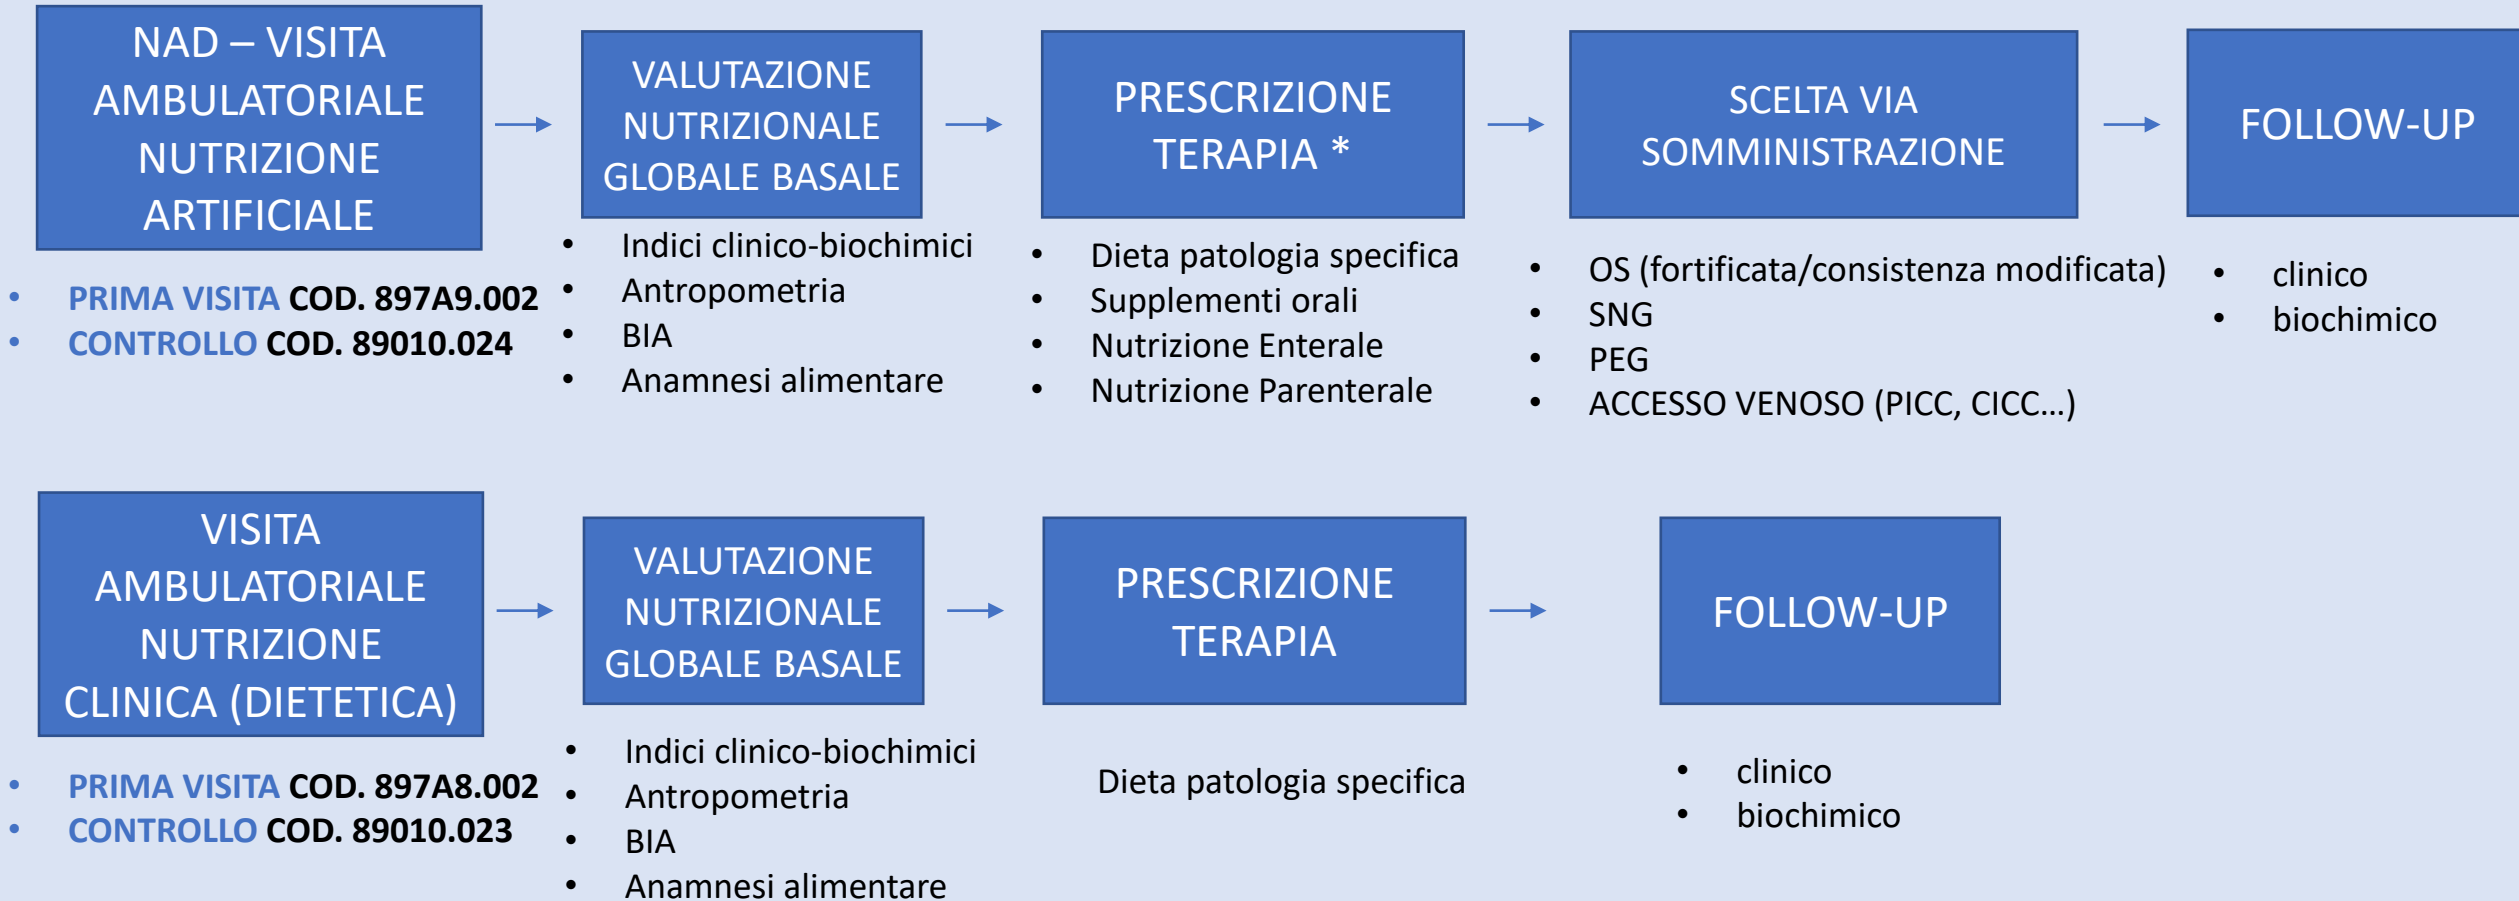 NAD – VISITA
AMBULATORIALE
NUTRIZIONE
ARTIFICIALE
• PRIMA VISITA COD. 897A9.002
• CONTROLLO COD. 89010.024
VALUTAZIONE
NUTRIZIONALE
GLOBALE BASALE
• Indici clinico-biochimici
• Antropometria
• BIA
• Anamnesi alimentare
PRESCRIZIONE
TERAPIA *
• Dieta patologia specifica
• Supplementi orali
• Nutrizione Enterale
• Nutrizione Parenterale
SCELTA VIA
SOMMINISTRAZIONE
• OS (fortificata/consistenza modificata)
• SNG
• PEG
• ACCESSO VENOSO (PICC, CICC…)
FOLLOW-UP
• clinico
• biochimico
VISITA
AMBULATORIALE
NUTRIZIONE
CLINICA (DIETETICA)
• PRIMA VISITA COD. 897A8.002
• CONTROLLO COD. 89010.023
VALUTAZIONE
NUTRIZIONALE
GLOBALE BASALE
• Indici clinico-biochimici
• Antropometria
• BIA
• Anamnesi alimentare
PRESCRIZIONE
TERAPIA
Dieta patologia specifica
FOLLOW-UP
• clinico
• biochimico